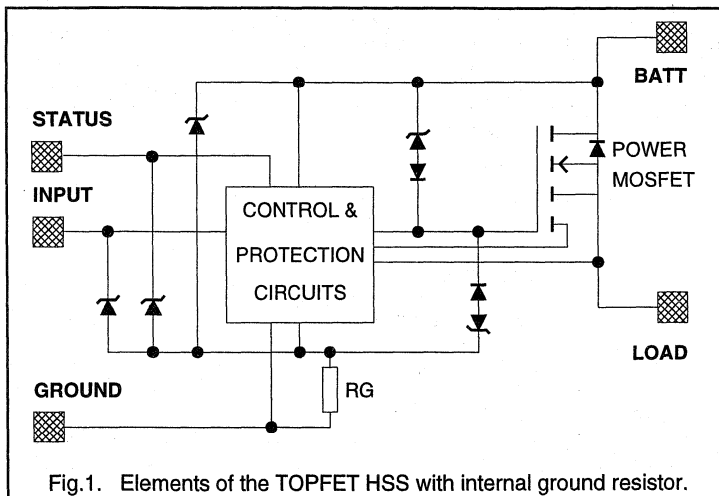 BATT
STATUS
POWER
MOSFET
INPUT
CONTROL &
PROTECTION
CIRCUITS
LOAD
GROUND
RG
Fig.1. Elements of the TOPFET HSS with internal ground resistor.